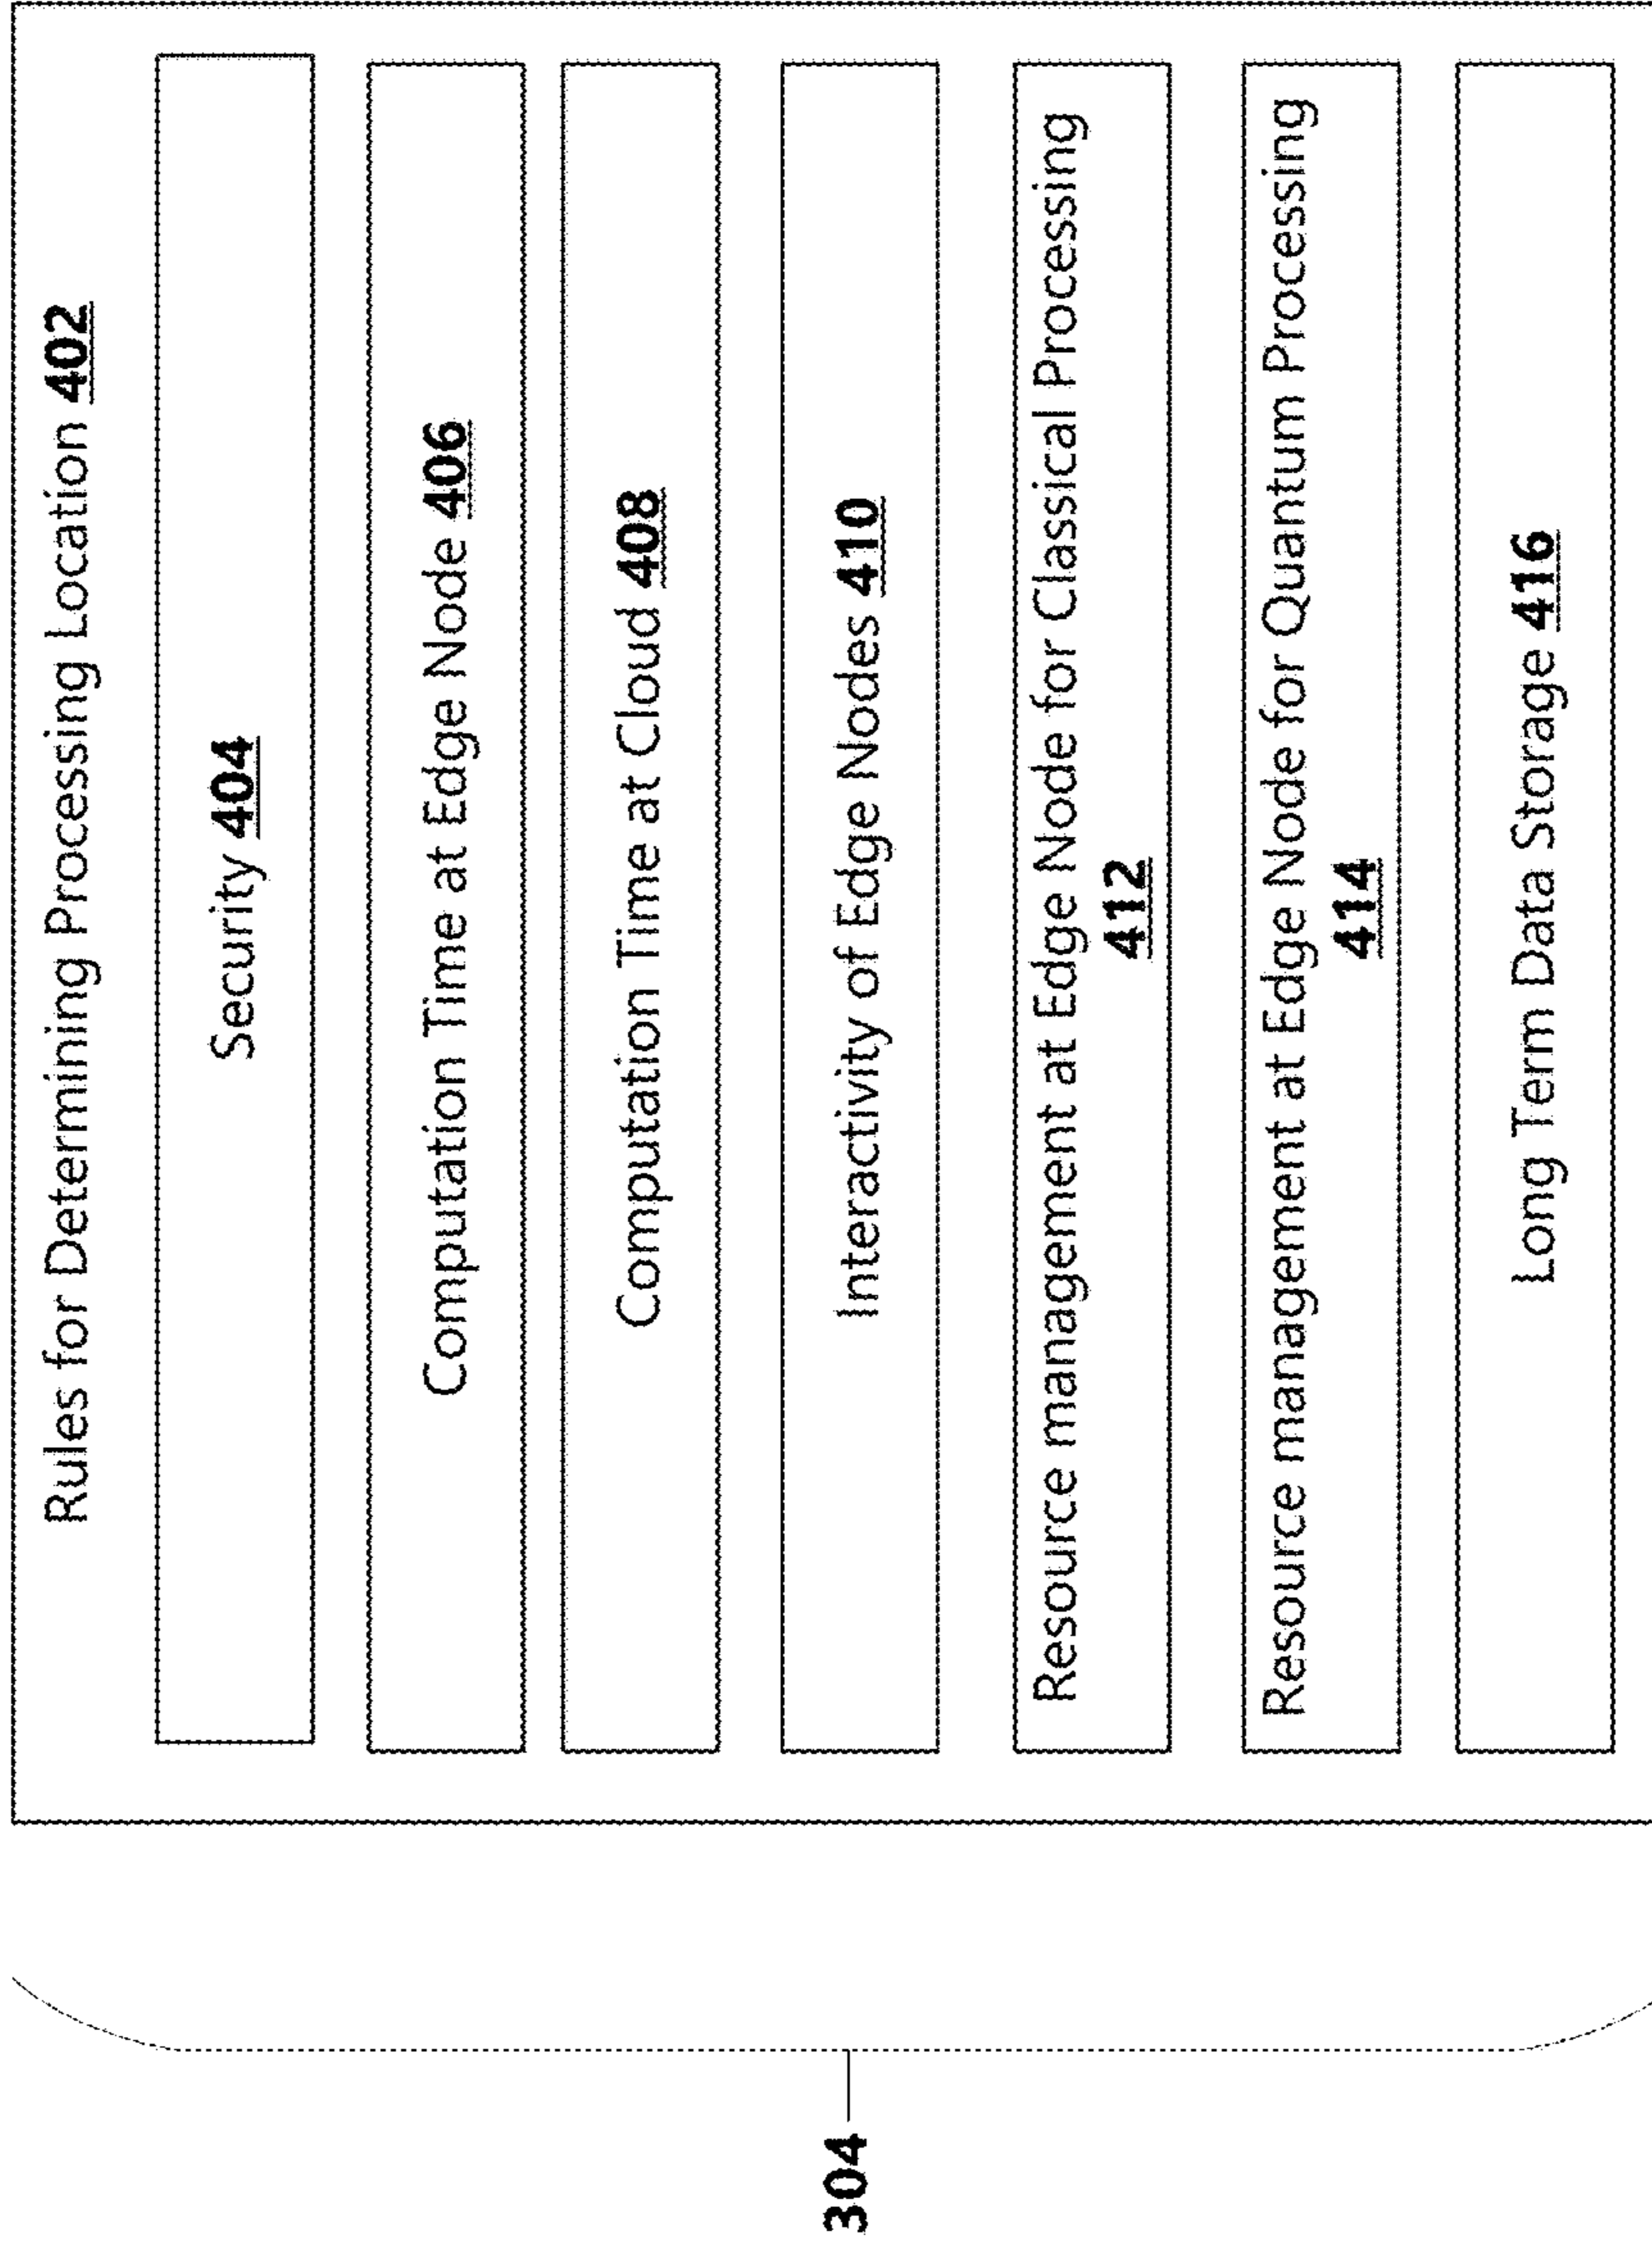 304
Rules for Determining Processing Location 402
Security 404
Computation Time at Edge Node 406
Computation Time at Cloud 408
Interactivity of Edge Nodes 410
Resource management at Edge Node for Classical Processing
412
Resource management at Edge Node for Quantum Processing
414
Long Term Data Storage 416